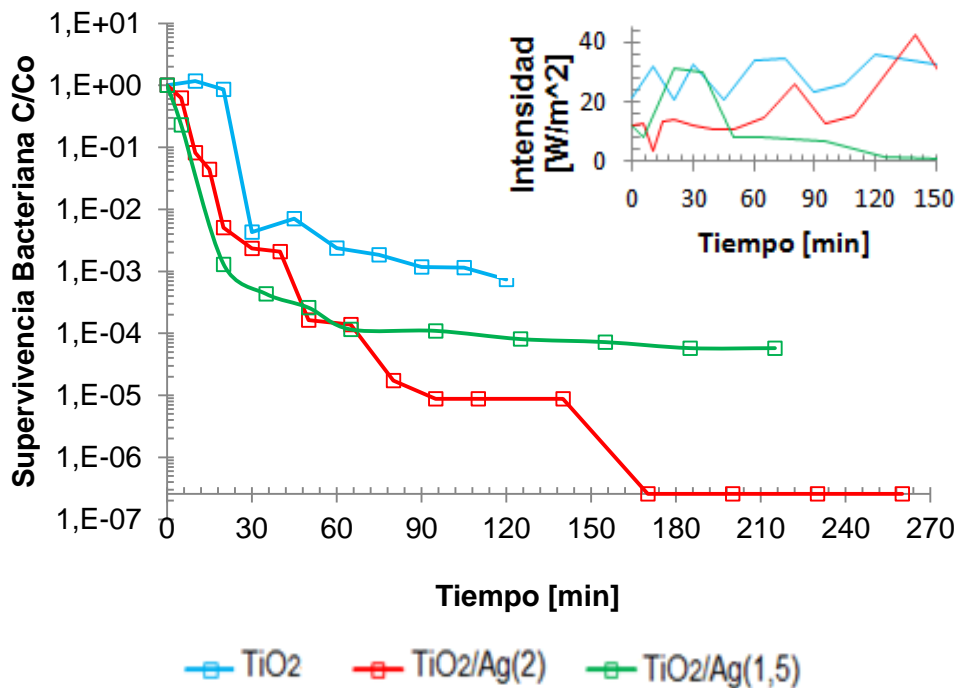 Supervivencia Bacteriana C/Co
1,E+01
1,E+00
1,E-01
1,E-02
1,E-03
1,E-04
1,E-05
1,E-06
1,E-07
0 30 60 90 120 150 180 210 240 270
Tiempo [min]
Intensidad
[W/m^2]
40
20
0
0 30 60 90 120 150
Tiempo [min]
TiO2 TiO2/Ag(2) TiO2/Ag(1,5)